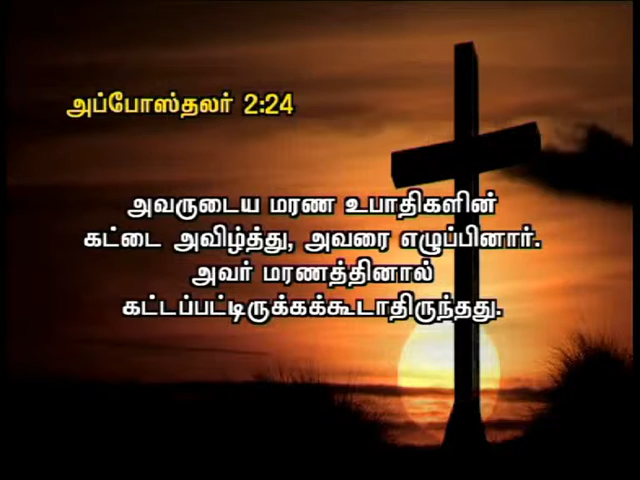 அப்போஸ்தலர் 2:24
அவருடைய மரண உபாதிகளின்
கட்டை அவிழ்த்து, அவரை எழுப்பினார்.
அவர் மரணத்தினால்
கட்டப்பட்டிருக்கக்கூடாதிருந்தது.